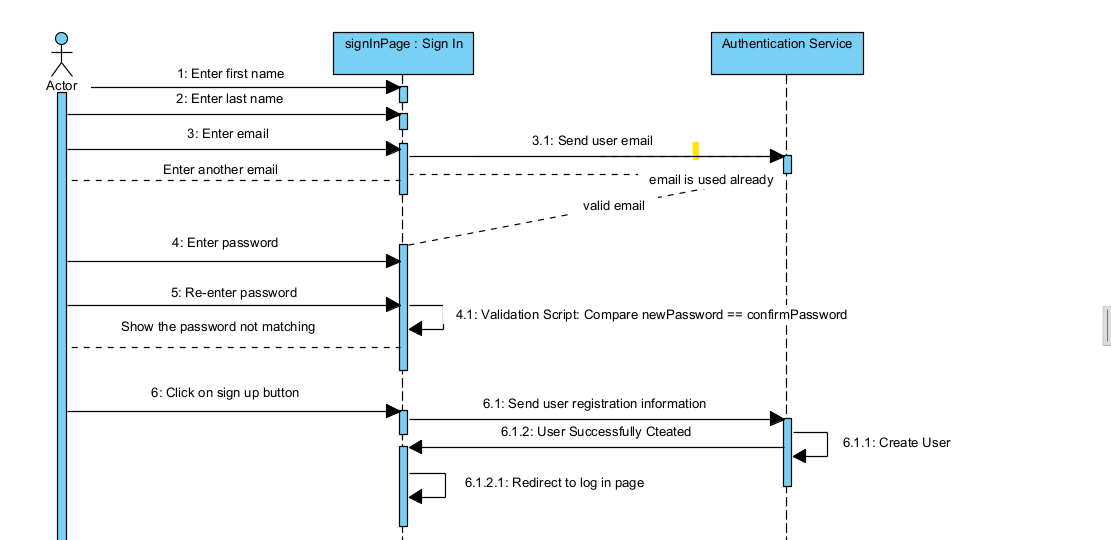 signInPage : Sign In
Authentication Service
Actor
1: Enter first name
2: Enter last name
3: Enter email
3.1: Send user email
Enter another email
email is used already
valid email
4: Enter password
5: Re-enter password
4.1: Validation Script: Compare newPassword == confirmPassword
Show the password not matching
6: Click on sign up button
6.1: Send user registration information
6.1.2: User Successfully Cteated
6.1.1: Create User
6.1.2.1: Redirect to log in page